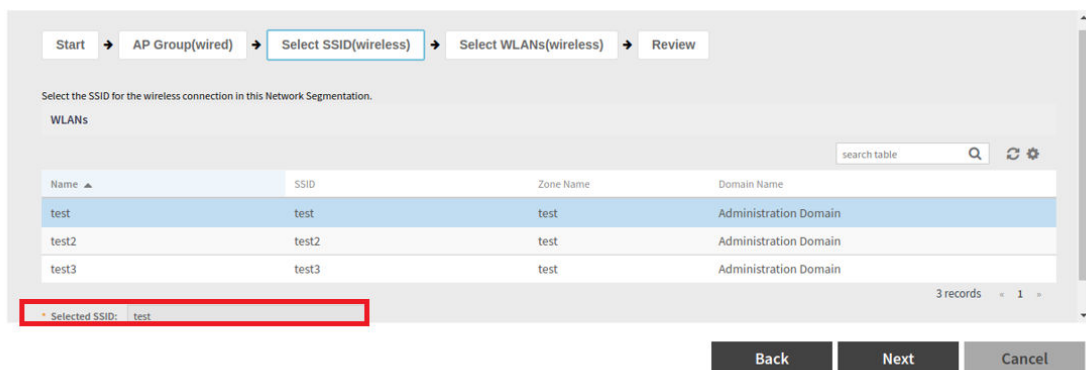 Start → AP Group(wired) → Select SSID(wireless) → Select WLANs(wireless) → Review
Select the SSID for the wireless connection in this Network Segmentation.
WLANs
search table
Name SSID Zone Name Domain Name
test test test Administration Domain
test2 test2 test Administration Domain
test3 test3 test Administration Domain
3 records « 1 »
* Selected SSID: test
Back Next Cancel